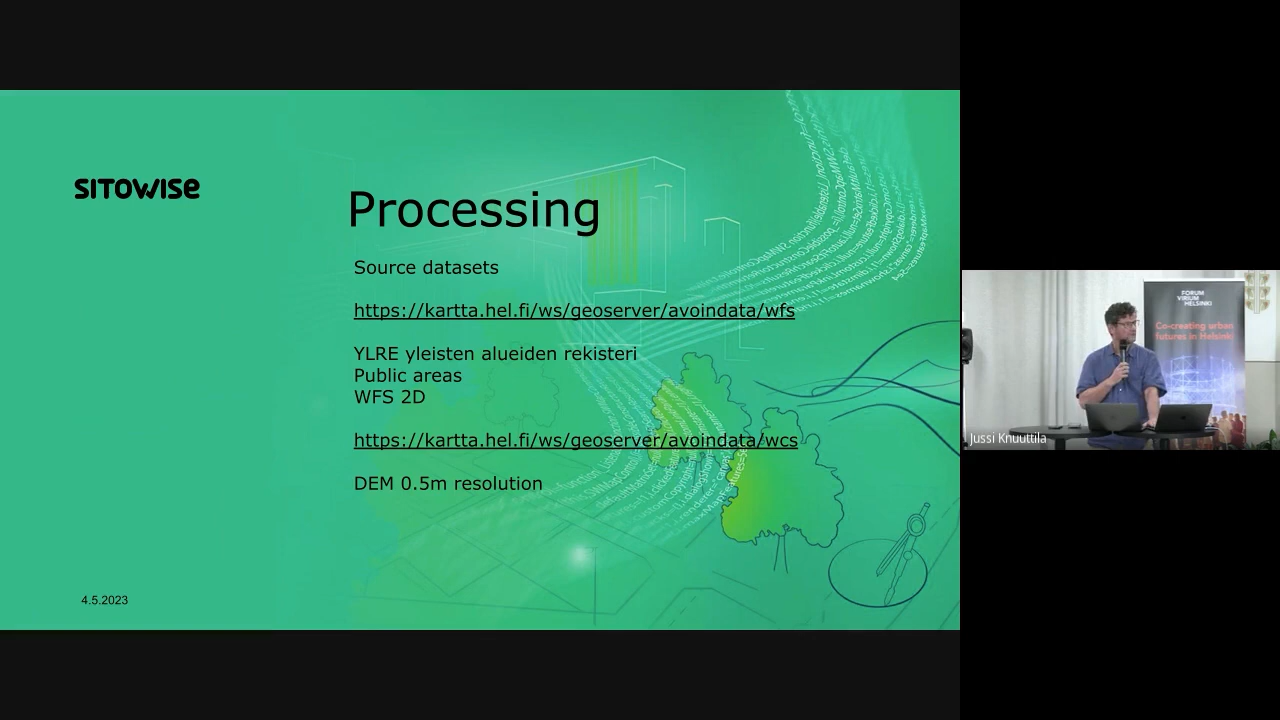 SITOWISE
Processing
Source datasets
https://kartta.hel.fi/ws/geoserver/avoindata/wfs
YLRE yleisten alueiden rekisteri
Public areas
WFS 2D
https://kartta.hel.fi/ws/geoserver/avoindata/wcs
DEM 0.5m resolution
4.5.2023
FORUM
VIRIUM
HELSINKI
Co-creating urban
futures in Helsinki
Jussi Knuuttila